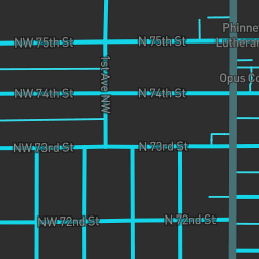 Phinne
NW 75th St
N 75th St
Lutheran
1st Ave NW
Opus Co
NW 74th St
N 74th St
NW 73rd St
N 73rd St
NW 72nd St
N 72nd St